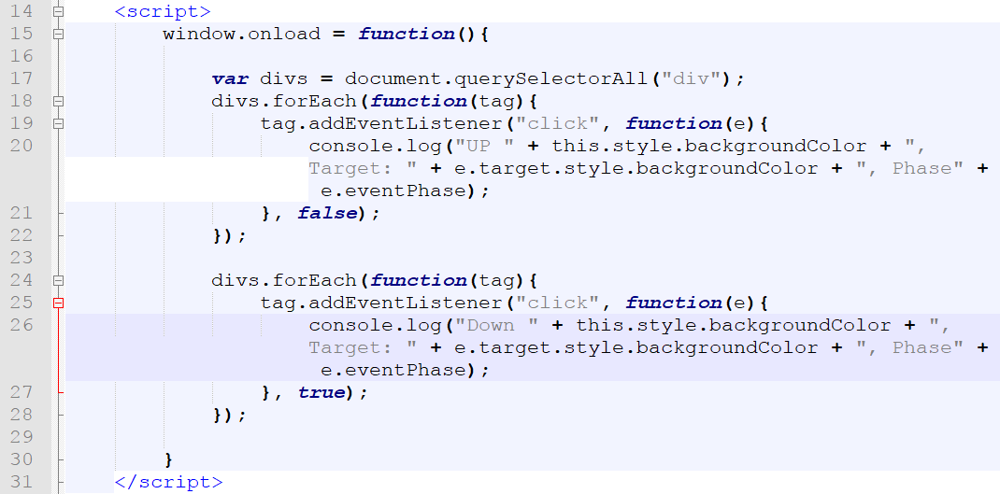 14 <script>
15 window.onload = function(){
16
17 var divs = document.querySelectorAll("div");
18 divs.forEach(function(tag){
19 tag.addEventListener("click", function(e){
20 console.log("UP " + this.style.backgroundColor + ",
Target: " + e.target.style.backgroundColor + ", Phase" +
e.eventPhase);
21 }, false);
22 });
23
24 divs.forEach(function(tag){
25 tag.addEventListener("click", function(e){
26 console.log("Down " + this.style.backgroundColor + ",
Target: " + e.target.style.backgroundColor + ", Phase" +
e.eventPhase);
27 }, true);
28 });
29
30 }
31 </script>